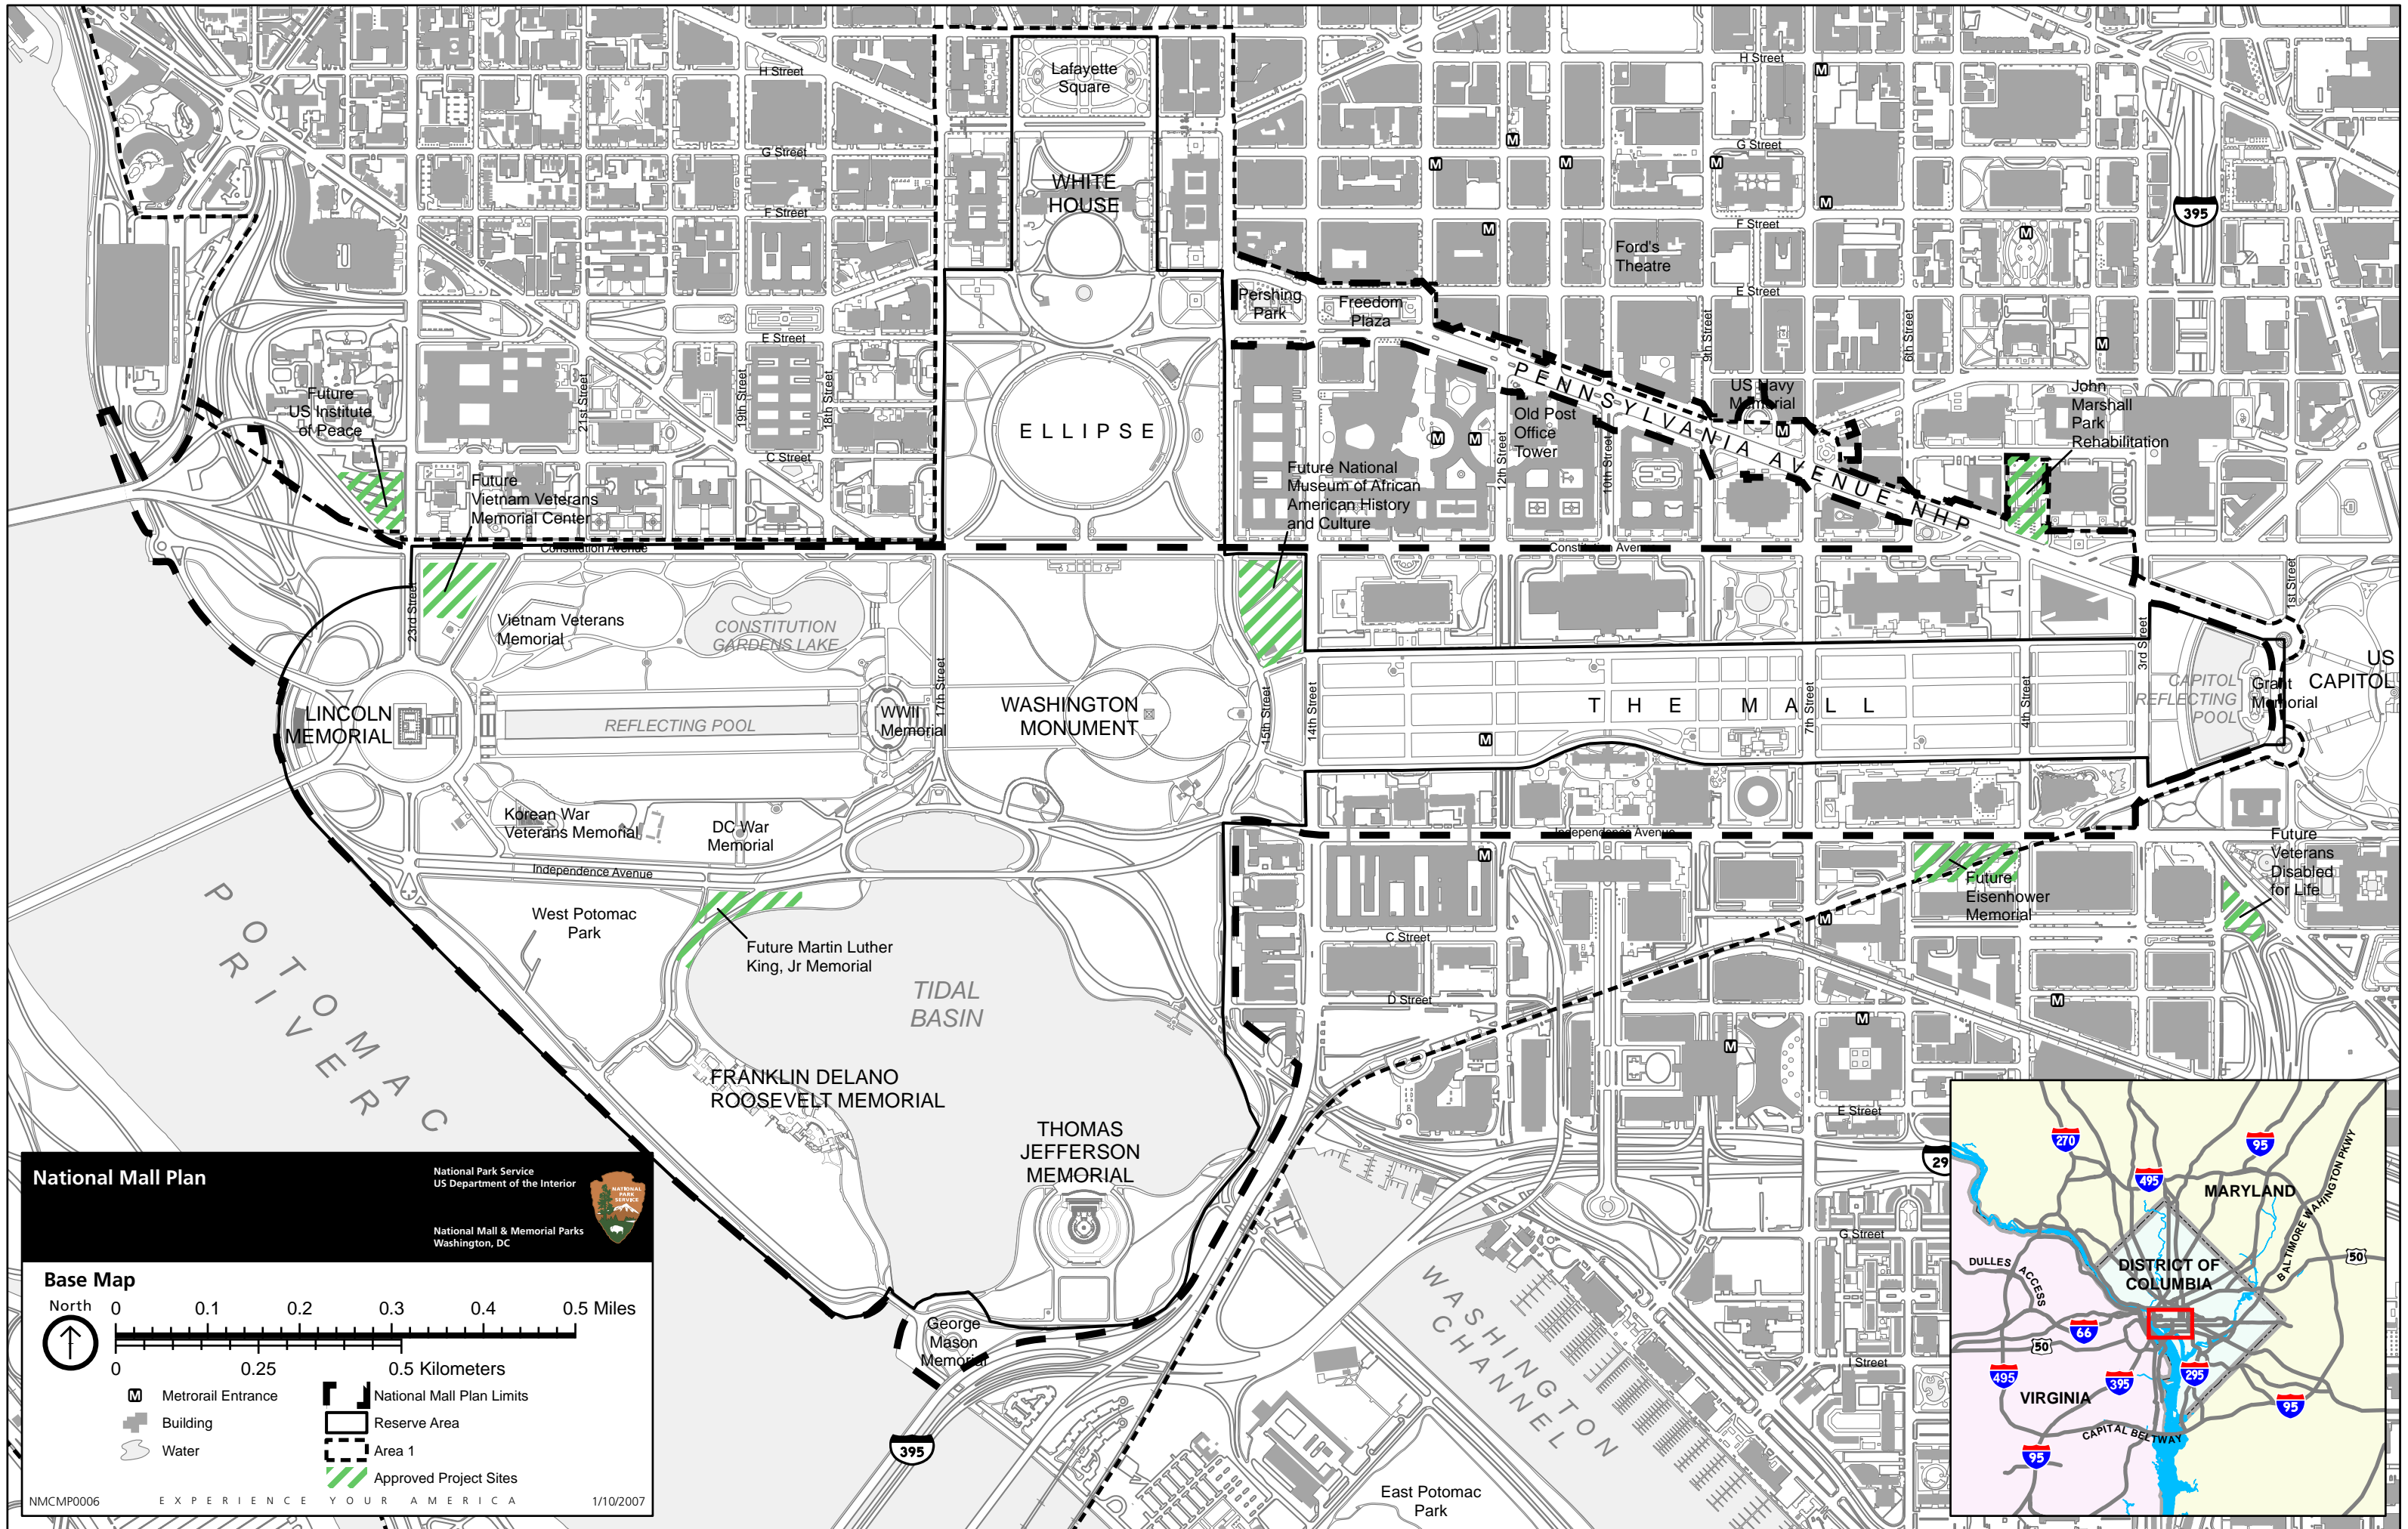 H Street
Lafayette
Square
H Street
G Street
G Street
WHITE
HOUSE
F Street
F Street
395
Ford's
Theatre
E Street
Pershing
Park
Freedom
Plaza
E Street
9th Street
6th Street
21st Street
19th Street
18th Street
Future
US Institute
of Peace
ELLIPSE
PENNSYLVANIA AVENUE NHP
US Navy
Memorial
John
Marshall
Park
Rehabilitation
Old Post
Office
Tower
12th Street
10th Street
C Street
Future
Vietnam Veterans
Memorial Center
Future National
Museum of African
American History
and Culture
Constitution Avenue
Constitution Avenue
23rd Street
Vietnam Veterans
Memorial
CONSTITUTION
GARDENS LAKE
1st Street
3rd Street
17th Street
US
CAPITOL
CAPITOL
REFLECTING
POOL
Grant
Memorial
LINCOLN
MEMORIAL
REFLECTING POOL
WWII
Memorial
WASHINGTON
MONUMENT
15th Street
14th Street
THE MALL
7th Street
4th Street
Korean War
Veterans Memorial
DC War
Memorial
Independence Avenue
Independence Avenue
Future
Veterans
Disabled
for Life
Future
Eisenhower
Memorial
West Potomac
Park
Future Martin Luther
King, Jr Memorial
C Street
D Street
POTOMAC
RIVER
TIDAL
BASIN
FRANKLIN DELANO
ROOSEVELT MEMORIAL
THOMAS
JEFFERSON
MEMORIAL
E Street
29
G Street
I Street
WASHINGTON
CHANNEL
George
Mason
Memorial
395
East Potomac
Park
National Mall Plan
National Park Service
US Department of the Interior
NATIONAL
PARK
SERVICE
National Mall & Memorial Parks
Washington, DC
Base Map
North
0 0.1 0.2 0.3 0.4 0.5 Miles
0 0.25 0.5 Kilometers
M Metrorail Entrance
National Mall Plan Limits
Building
Reserve Area
Water
Area 1
Approved Project Sites
NMCMP0006
EXPERIENCE YOUR AMERICA
1/10/2007
270
95
495
MARYLAND
BALTIMORE WAHINGTON PKWY
50
DULLES ACCESS
DISTRICT OF
COLUMBIA
66
50
495
395
295
95
VIRGINIA
CAPITAL BELTWAY
95